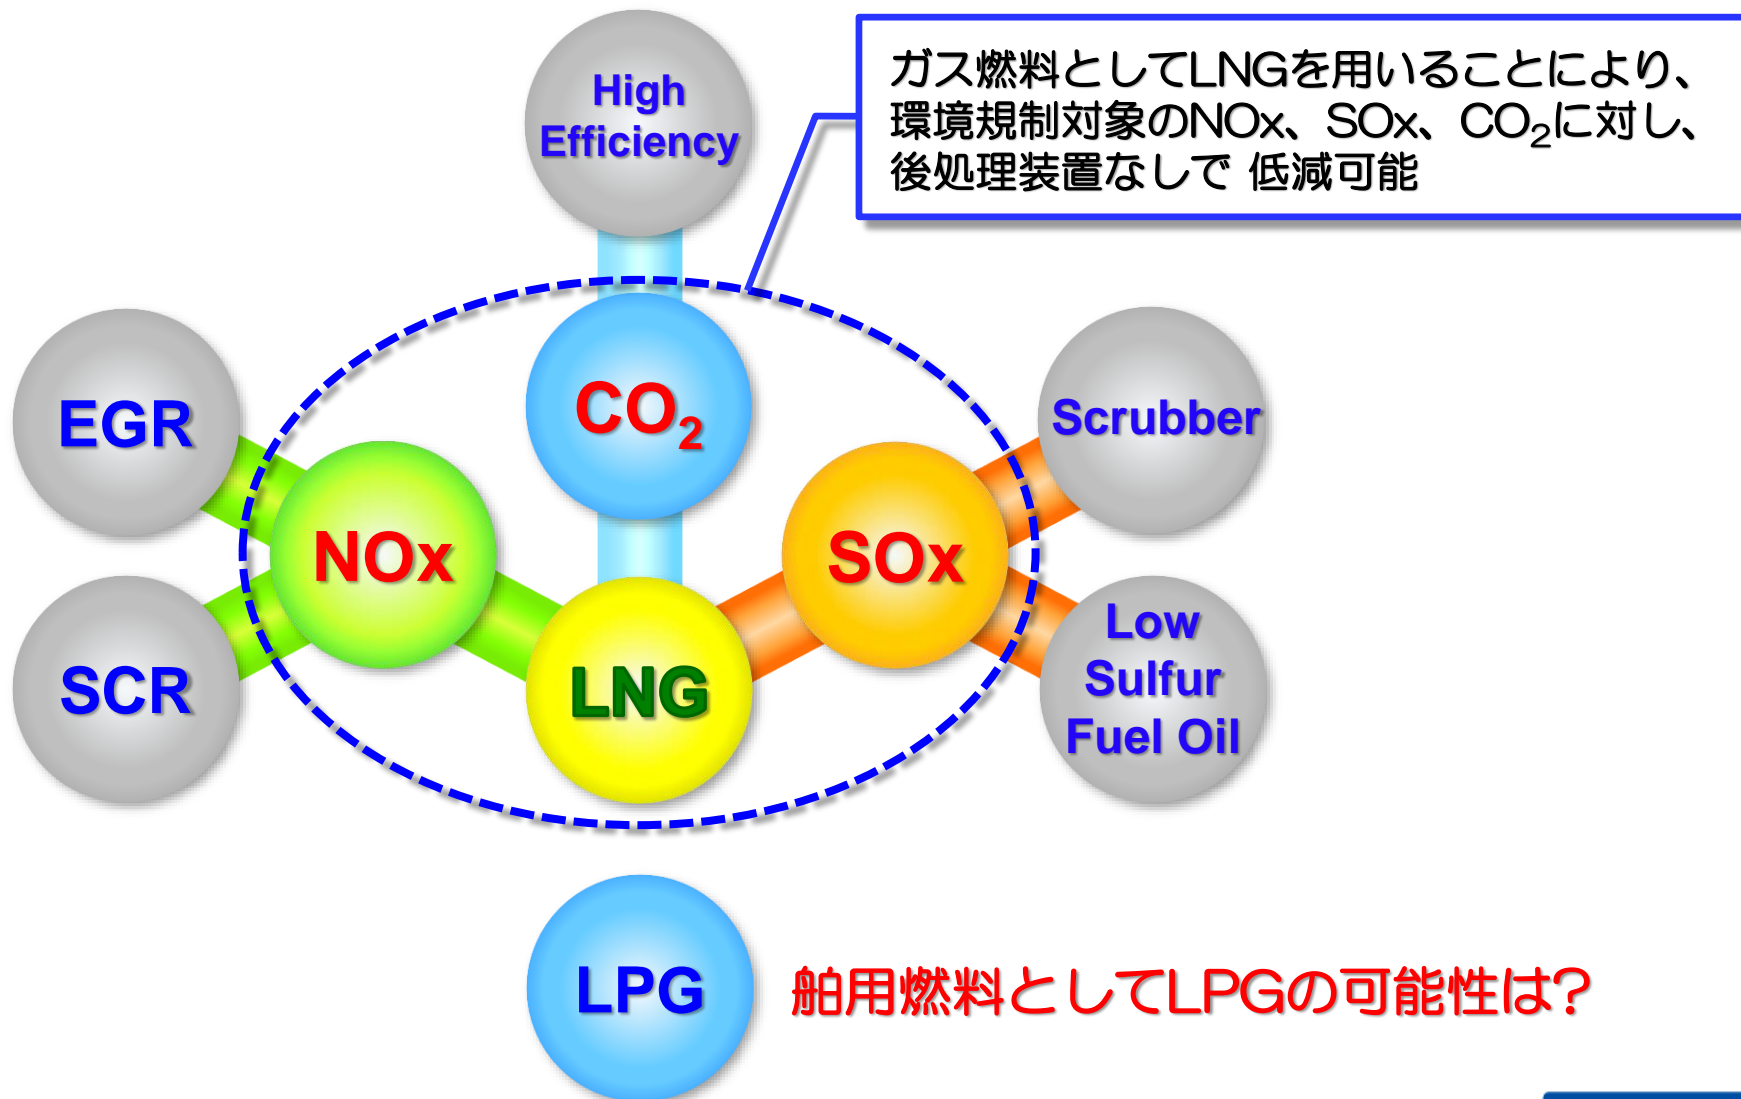 High
Efficiency
ガス燃料としてLNGを用いることにより、
環境規制対象のNOx、SOx、CO₂に対し、
後処理装置なしで 低減可能
EGR
CO₂
Scrubber
NOx
SOx
SCR
LNG
Low
Sulfur
Fuel Oil
LPG
舶用燃料としてLPGの可能性は?